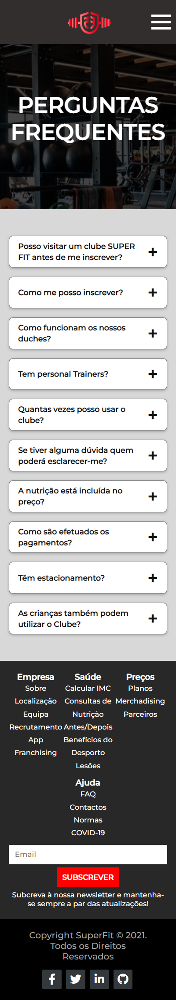 PERGUNTAS
FREQUENTES
Posso visitar um clube SUPER
FIT antes de me inscrever?
Como me posso inscrever?
Como funcionam os nossos
duches?
Tem personal Trainers?
Quantas vezes posso usar o
clube?
Se tiver alguma dúvida quem
poderá esclarecer-me?
A nutrição está incluída no
preço?
Como são efetuados os
pagamentos?
Têm estacionamento?
As crianças também podem
utilizar o Clube?
Empresa
Sobre
Localização
Equipa
Recrutamento
App
Franchising
Saúde
Calcular IMC
Consultas de
Nutrição
Antes/Depois
Benefícios do
Desporto
Lesões
Preços
Planos
Merchadising
Parceiros
Ajuda
FAQ
Contactos
Normas
COVID-19
Email
SUBSCREVER
Subcreva à nossa newsletter e mantenha-
se sempre a par das atualizações!
Copyright SuperFit © 2021.
Todos os Direitos
Reservados